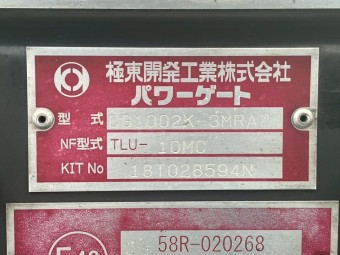 極東開発工業株式会社
パワーゲート
型式
NF型式 TLU- 10MC
KIT No 18T028594N
58R-020268